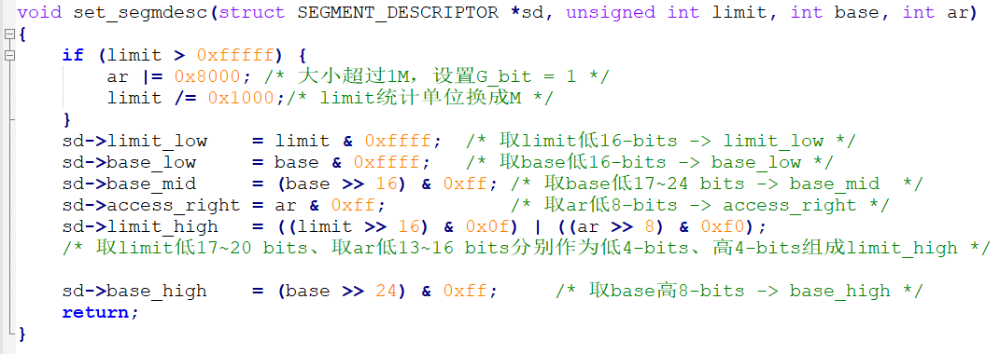 void set_segmdesc(struct SEGMENT_DESCRIPTOR *sd, unsigned int limit, int base, int ar)
{
    if (limit > 0xfffff) {
        ar |= 0x8000; /* 大小超过1M，设置G_bit = 1 */
        limit /= 0x1000;/* limit统计单位换成M */
    }
    sd->limit_low    = limit & 0xffff;  /* 取limit低16-bits -> limit_low */
    sd->base_low     = base & 0xffff;   /* 取base低16-bits -> base_low */
    sd->base_mid     = (base >> 16) & 0xff; /* 取base低17~24 bits -> base_mid  */
    sd->access_right = ar & 0xff;           /* 取ar低8-bits -> access_right */
    sd->limit_high   = ((limit >> 16) & 0x0f) | ((ar >> 8) & 0xf0);
    /* 取limit低17~20 bits、取ar低13~16 bits分别作为低4-bits、高4-bits组成limit_high */
    sd->base_high    = (base >> 24) & 0xff;     /* 取base高8-bits -> base_high */
    return;
}